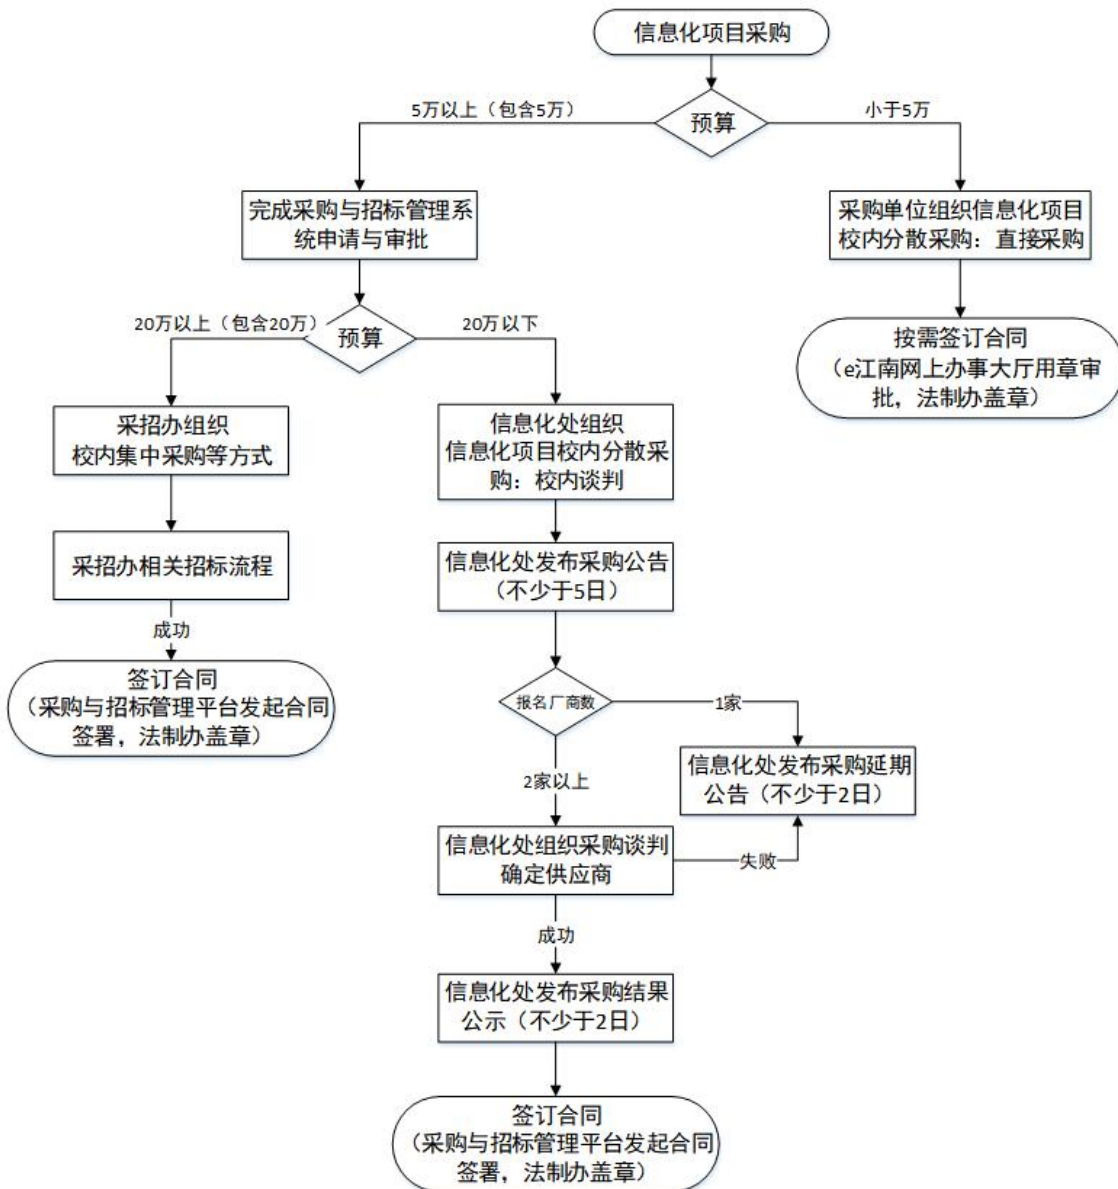 信息化项目采购
5万以上（包含5万）
预算
小于5万
完成采购与招标管理系
统申请与审批
采购单位组织信息化项目
校内分散采购：直接采购
20万以上（包含20万）
预算
20万以下
按需签订合同
（e江南网上办事大厅用章审
批，法制办盖章）
采招办组织
校内集中采购等方式
信息化处组织
信息化项目校内分散采
购：校内谈判
采招办相关招标流程
信息化处发布采购公告
（不少于5日）
成功
签订合同
（采购与招标管理平台发起合同
签署，法制办盖章）
报名厂商数
1家
信息化处发布采购延期
公告（不少于2日）
2家以上
信息化处组织采购谈判
确定供应商
失败
成功
信息化处发布采购结果
公示（不少于2日）
签订合同
（采购与招标管理平台发起合同
签署，法制办盖章）